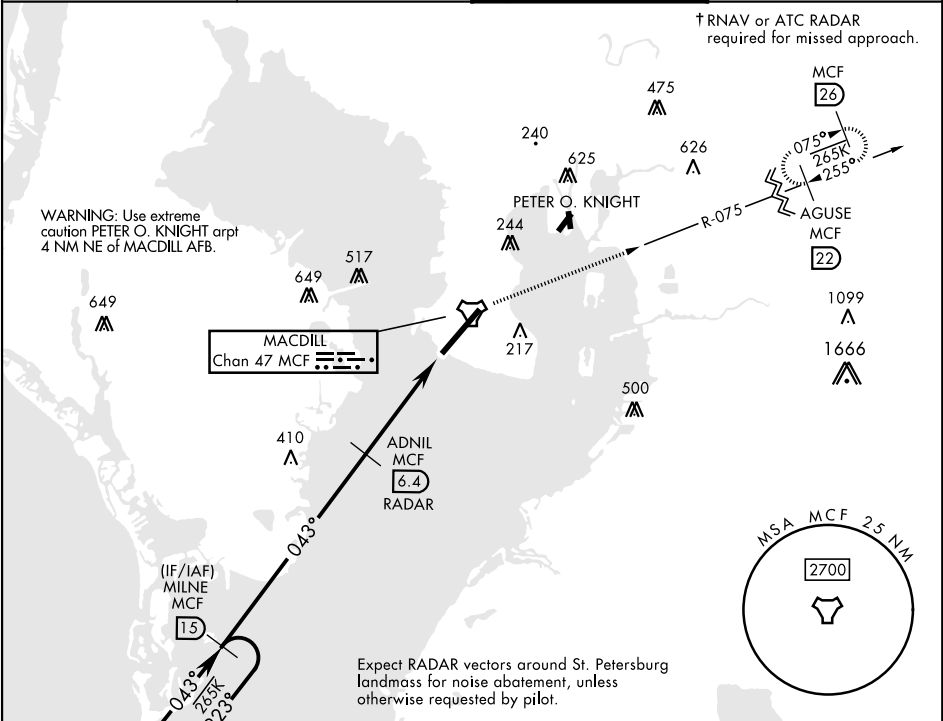 † RNAV or ATC RADAR
required for missed approach.
MCF
26
475
240
626
625
075°
265K
255°
PETER O. KNIGHT
WARNING: Use extreme
caution PETER O. KNIGHT arpt
4 NM NE of MACDILL AFB.
R-075
AGUSE
MCF
22
244
517
649
649
1099
MACDILL
Chan 47 MCF
217
1666
500
410
ADNIL
MCF
6.4
RADAR
043°
MSA MCF 25 NM
2700
(IF/IAF)
MILNE
MCF
15
043°
265K
223°
Expect RADAR vectors around St. Petersburg
landmass for noise abatement, unless
otherwise requested by pilot.